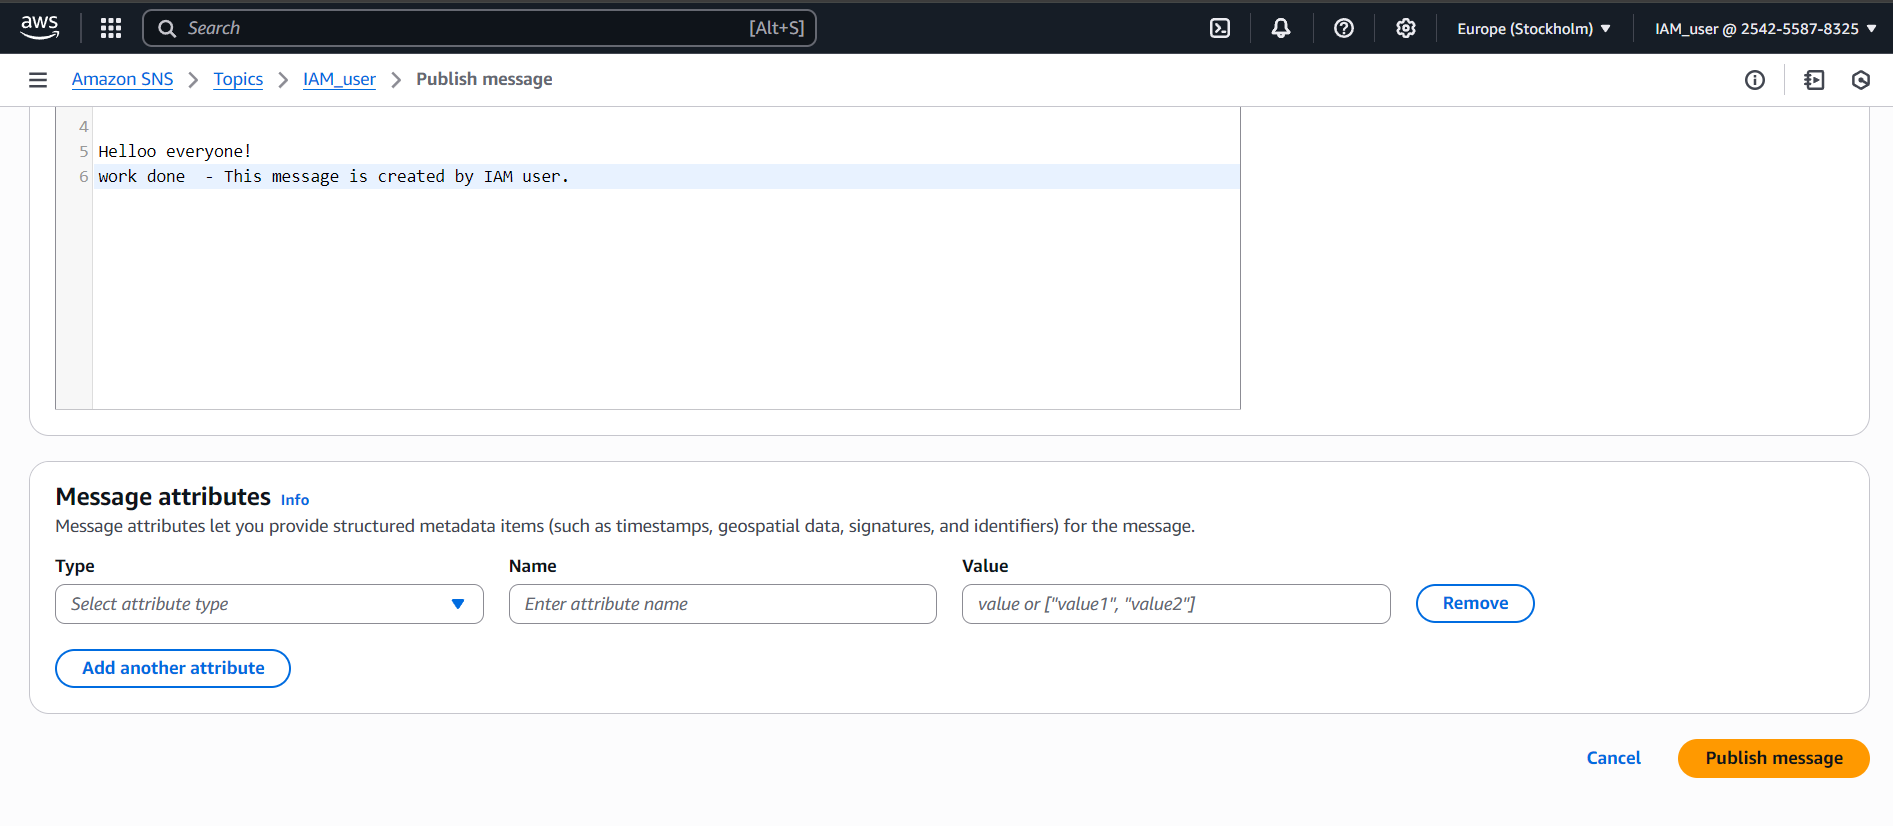 aws
Search [Alt+S]
Europe (Stockholm)
IAM_user @ 2542-5587-8325
Amazon SNS > Topics > IAM_user > Publish message
4
5 Helloo everyone!
6 work done  - This message is created by IAM user.
Message attributes Info
Message attributes let you provide structured metadata items (such as timestamps, geospatial data, signatures, and identifiers) for the message.
Type Name Value
Select attribute type Enter attribute name value or ["value1", "value2"] Remove
Add another attribute
Cancel Publish message